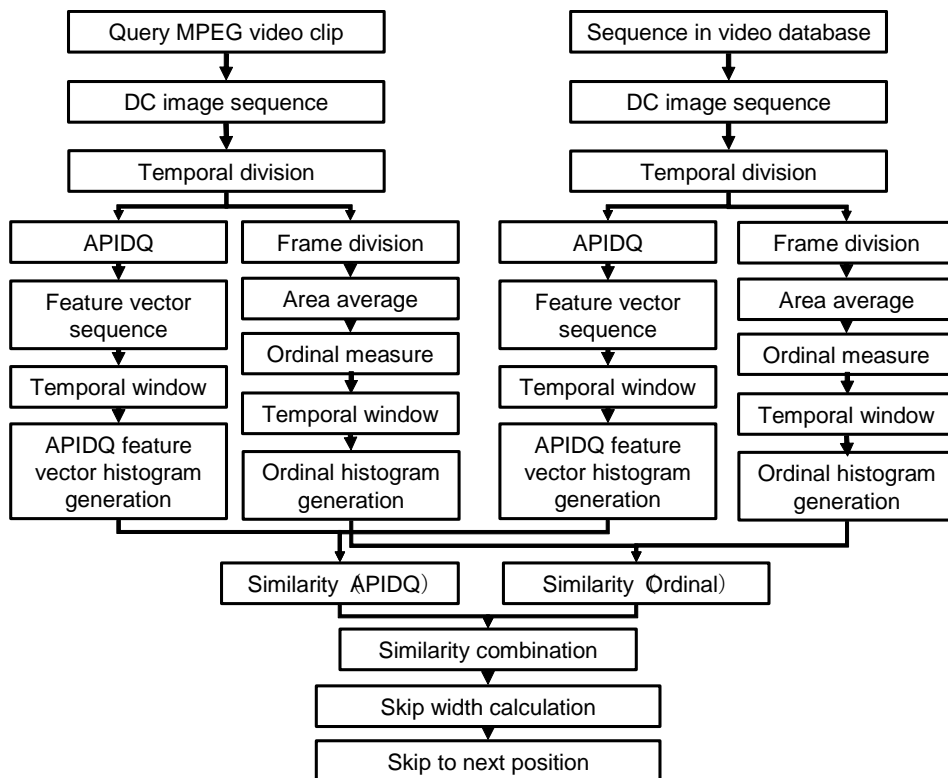 Query MPEG video clip
Sequence in video database
DC image sequence
DC image sequence
Temporal division
Temporal division
APIDQ
Frame division
APIDQ
Frame division
Feature vector
sequence
Area average
Feature vector
sequence
Area average
Ordinal measure
Ordinal measure
Temporal window
Temporal window
Temporal window
Temporal window
APIDQ feature
vector histogram
generation
Ordinal histogram
generation
APIDQ feature
vector histogram
generation
Ordinal histogram
generation
Similarity（APIDQ）
Similarity（Ordinal）
Similarity combination
Skip width calculation
Skip to next position